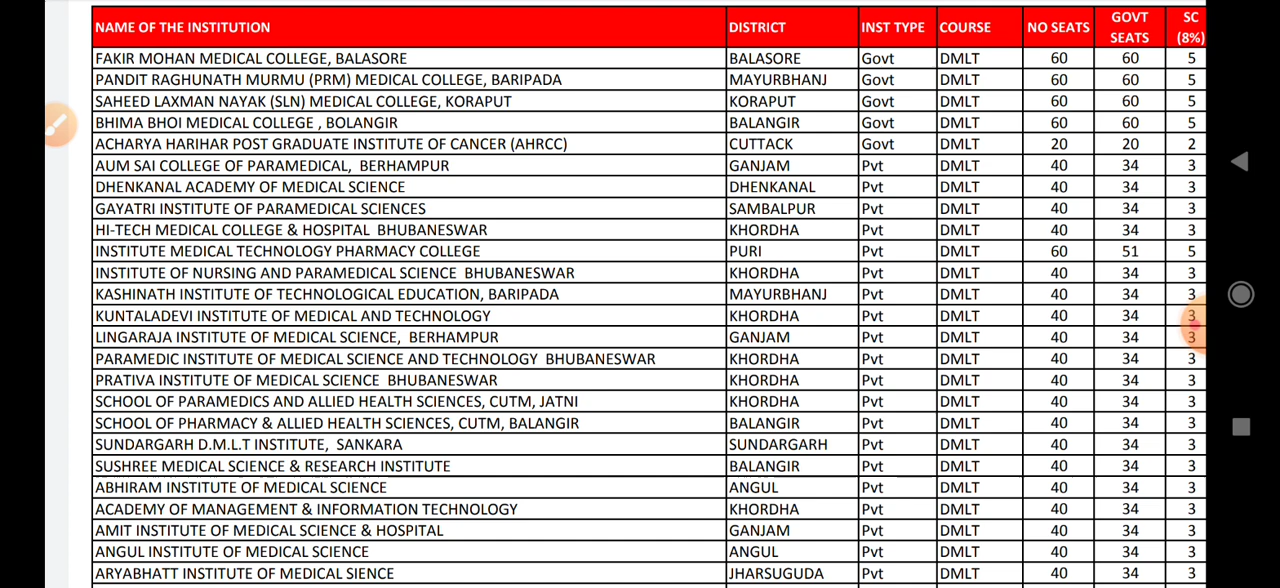 NAME OF THE INSTITUTION DISTRICT INST TYPE COURSE NO SEATS GOVT SEATS SC (8%)
FAKIR MOHAN MEDICAL COLLEGE, BALASORE BALASORE Govt DMLT 60 60 5
PANDIT RAGHUNATH MURMU (PRM) MEDICAL COLLEGE, BARIPADA MAYURBHANJ Govt DMLT 60 60 5
SAHEED LAXMAN NAYAK (SLN) MEDICAL COLLEGE, KORAPUT KORAPUT Govt DMLT 60 60 5
BHIMA BHOI MEDICAL COLLEGE , BOLANGIR BALANGIR Govt DMLT 60 60 5
ACHARYA HARIHAR POST GRADUATE INSTITUTE OF CANCER (AHRCC) CUTTACK Govt DMLT 20 20 2
AUM SAI COLLEGE OF PARAMEDICAL, BERHAMPUR GANJAM Pvt DMLT 40 34 3
DHENKANAL ACADEMY OF MEDICAL SCIENCE DHENKANAL Pvt DMLT 40 34 3
GAYATRI INSTITUTE OF PARAMEDICAL SCIENCES SAMBALPUR Pvt DMLT 40 34 3
HI-TECH MEDICAL COLLEGE & HOSPITAL BHUBANESWAR KHORDHA Pvt DMLT 40 34 3
INSTITUTE MEDICAL TECHNOLOGY PHARMACY COLLEGE PURI Pvt DMLT 60 51 5
INSTITUTE OF NURSING AND PARAMEDICAL SCIENCE BHUBANESWAR KHORDHA Pvt DMLT 40 34 3
KASHINATH INSTITUTE OF TECHNOLOGICAL EDUCATION, BARIPADA MAYURBHANJ Pvt DMLT 40 34 3
KUNTALADEVI INSTITUTE OF MEDICAL AND TECHNOLOGY KHORDHA Pvt DMLT 40 34 3
LINGARAJA INSTITUTE OF MEDICAL SCIENCE, BERHAMPUR GANJAM Pvt DMLT 40 34 3
PARAMEDIC INSTITUTE OF MEDICAL SCIENCE AND TECHNOLOGY BHUBANESWAR KHORDHA Pvt DMLT 40 34 3
PRATIVA INSTITUTE OF MEDICAL SCIENCE BHUBANESWAR KHORDHA Pvt DMLT 40 34 3
SCHOOL OF PARAMEDICS AND ALLIED HEALTH SCIENCES, CUTM, JATNI KHORDHA Pvt DMLT 40 34 3
SCHOOL OF PHARMACY & ALLIED HEALTH SCIENCES, CUTM, BALANGIR BALANGIR Pvt DMLT 40 34 3
SUNDARGARH D.M.L.T INSTITUTE, SANKARA SUNDARGARH Pvt DMLT 40 34 3
SUSHREE MEDICAL SCIENCE & RESEARCH INSTITUTE BALANGIR Pvt DMLT 40 34 3
ABHIRAM INSTITUTE OF MEDICAL SCIENCE ANGUL Pvt DMLT 40 34 3
ACADEMY OF MANAGEMENT & INFORMATION TECHNOLOGY KHORDHA Pvt DMLT 40 34 3
AMIT INSTITUTE OF MEDICAL SCIENCE & HOSPITAL GANJAM Pvt DMLT 40 34 3
ANGUL INSTITUTE OF MEDICAL SCIENCE ANGUL Pvt DMLT 40 34 3
ARYABHATT INSTITUTE OF MEDICAL SIENCE JHARSUGUDA Pvt DMLT 40 34 3